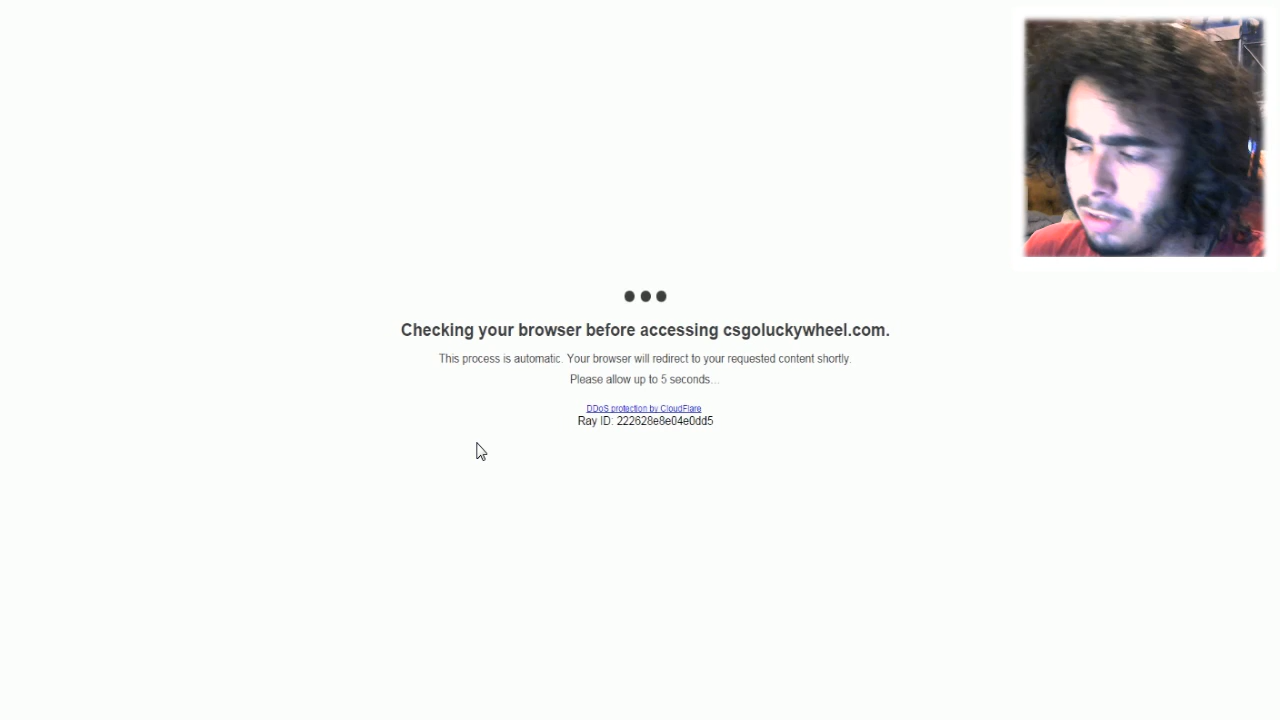 Checking your browser before accessing csgoluckywheel.com.
This process is automatic. Your browser will redirect to your requested content shortly.
Please allow up to 5 seconds...
DDoS protection by CloudFlare
Ray ID: 222628e8e04e0dd5